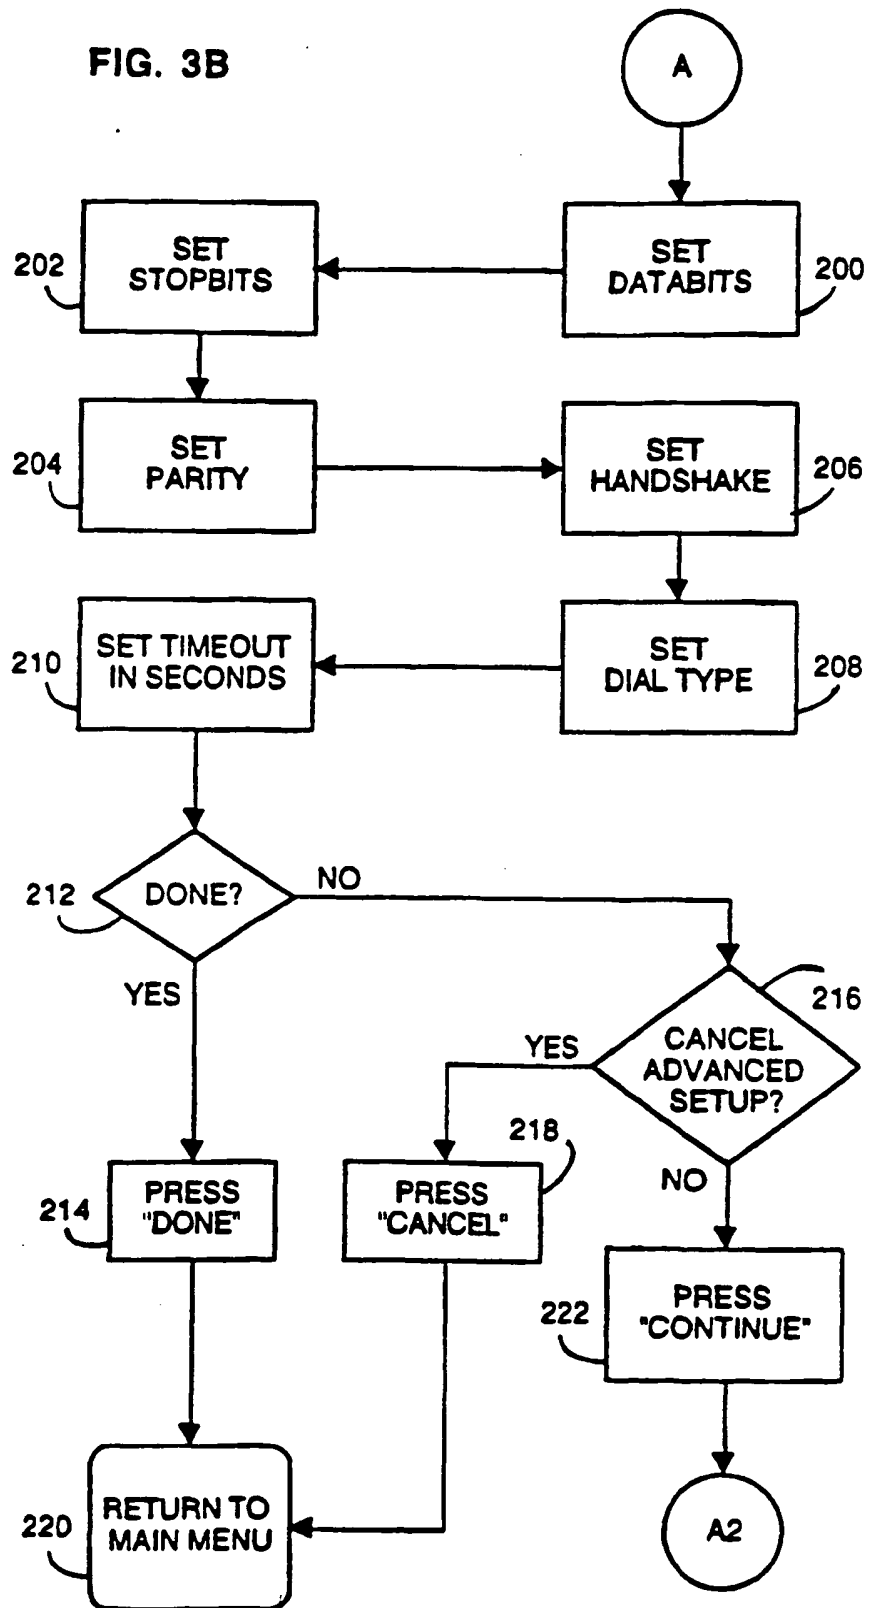 FIG. 3B
A
SET
DATABITS
200
SET
STOPBITS
202
SET
PARITY
204
SET
HANDSHAKE
206
SET
DIAL TYPE
208
SET TIMEOUT
IN SECONDS
210
DONE?
212
NO
YES
CANCEL
ADVANCED
SETUP?
216
YES
NO
PRESS
"DONE"
214
PRESS
"CANCEL"
218
PRESS
"CONTINUE"
222
RETURN TO
MAIN MENU
220
A2